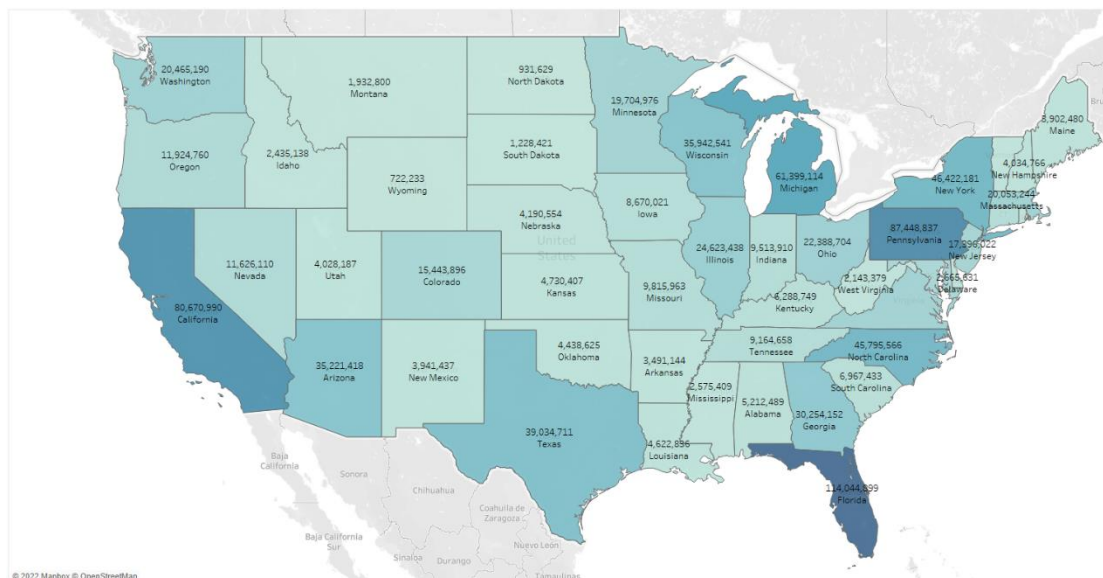 20,465,190
Washington
1,932,800
Montana
931,629
North Dakota
19,704,976
Minnesota
3,902,480
Maine
11,924,760
Oregon
2,435,138
Idaho
1,228,421
South Dakota
35,942,541
Wisconsin
4,034,766
New Hampshire
722,233
Wyoming
61,399,114
Michigan
46,422,181
New York
20,053,244
Massachusetts
8,670,021
Iowa
4,190,554
Nebraska
United
States
87,448,837
Pennsylvania
New Jersey
11,626,110
Nevada
4,028,187
Utah
15,443,896
Colorado
24,623,438
Illinois
9,513,910
Indiana
22,388,704
Ohio
4,730,407
Kansas
9,815,963
Missouri
2,143,379
West Virginia
Delaware
80,670,990
California
6,288,749
Kentucky
Virginia
4,438,625
Oklahoma
9,164,658
Tennessee
45,795,566
North Carolina
35,221,418
Arizona
3,941,437
New Mexico
3,491,144
Arkansas
6,967,433
South Carolina
2,575,409
Mississippi
5,212,489
Alabama
30,254,152
Georgia
39,034,711
Texas
Louisiana
Florida
Baja
California
Sonora
Chihuahua
Coahuila
de
Zaragoza
Baja California
Sur
Nuevo León
Sinaloa
Durango
Tamaulipas
© 2022 Mapbox © OpenStreetMap